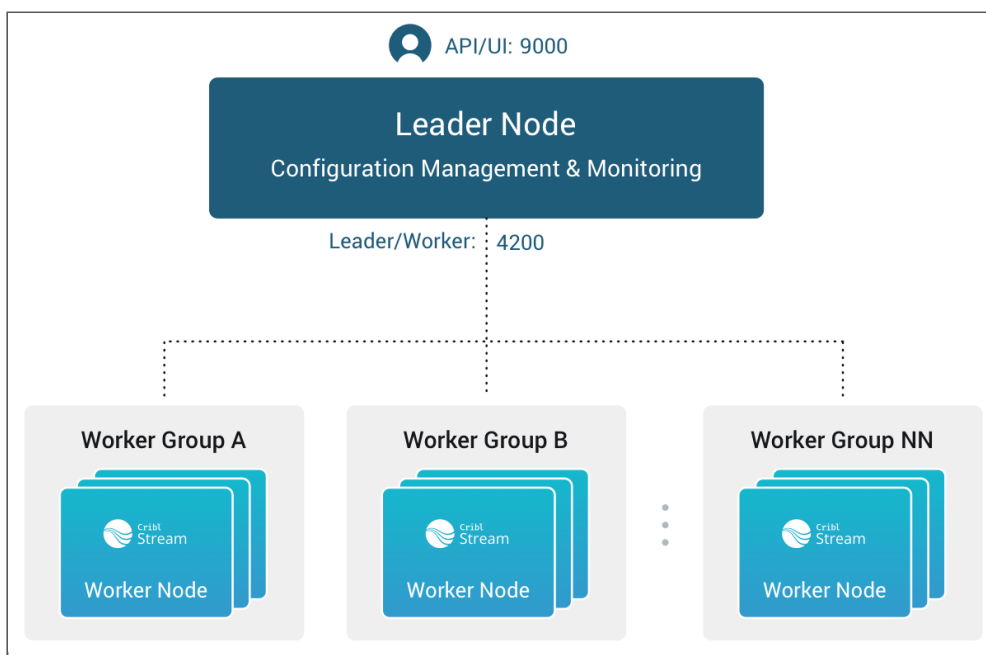 API/UI: 9000
Leader Node
Configuration Management & Monitoring
Leader/Worker: 4200
Worker Group A
Cribl
Stream
Worker Node
Worker Group B
Cribl
Stream
Worker Node
Worker Group NN
Cribl
Stream
Worker Node